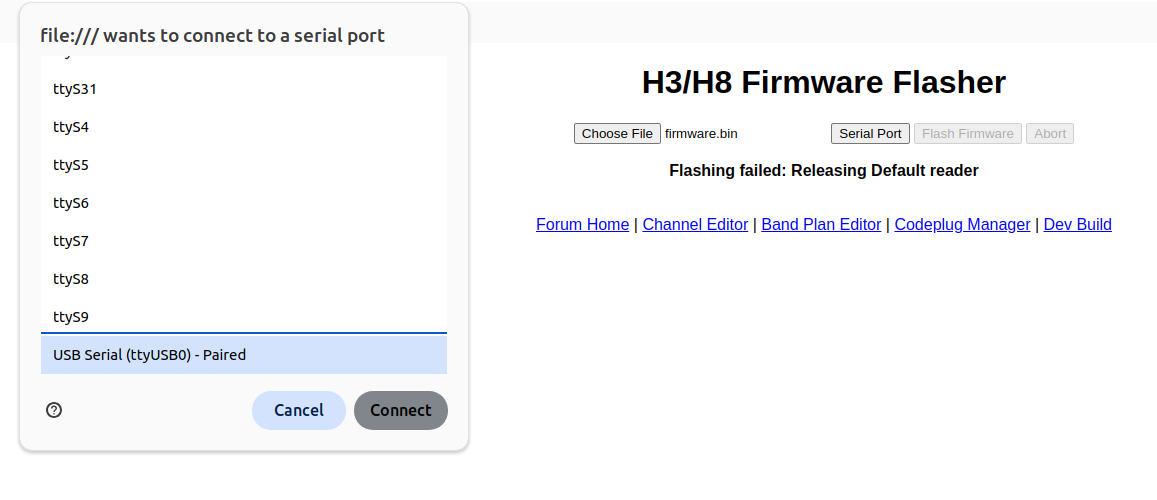 file:/// wants to connect to a serial port
ttyS31
ttyS4
ttyS5
ttyS6
ttyS7
ttyS8
ttyS9
USB Serial (ttyUSB0) - Paired
Cancel Connect
H3/H8 Firmware Flasher
Choose File firmware.bin Serial Port Flash Firmware Abort
Flashing failed: Releasing Default reader
Forum Home | Channel Editor | Band Plan Editor | Codeplug Manager | Dev Build